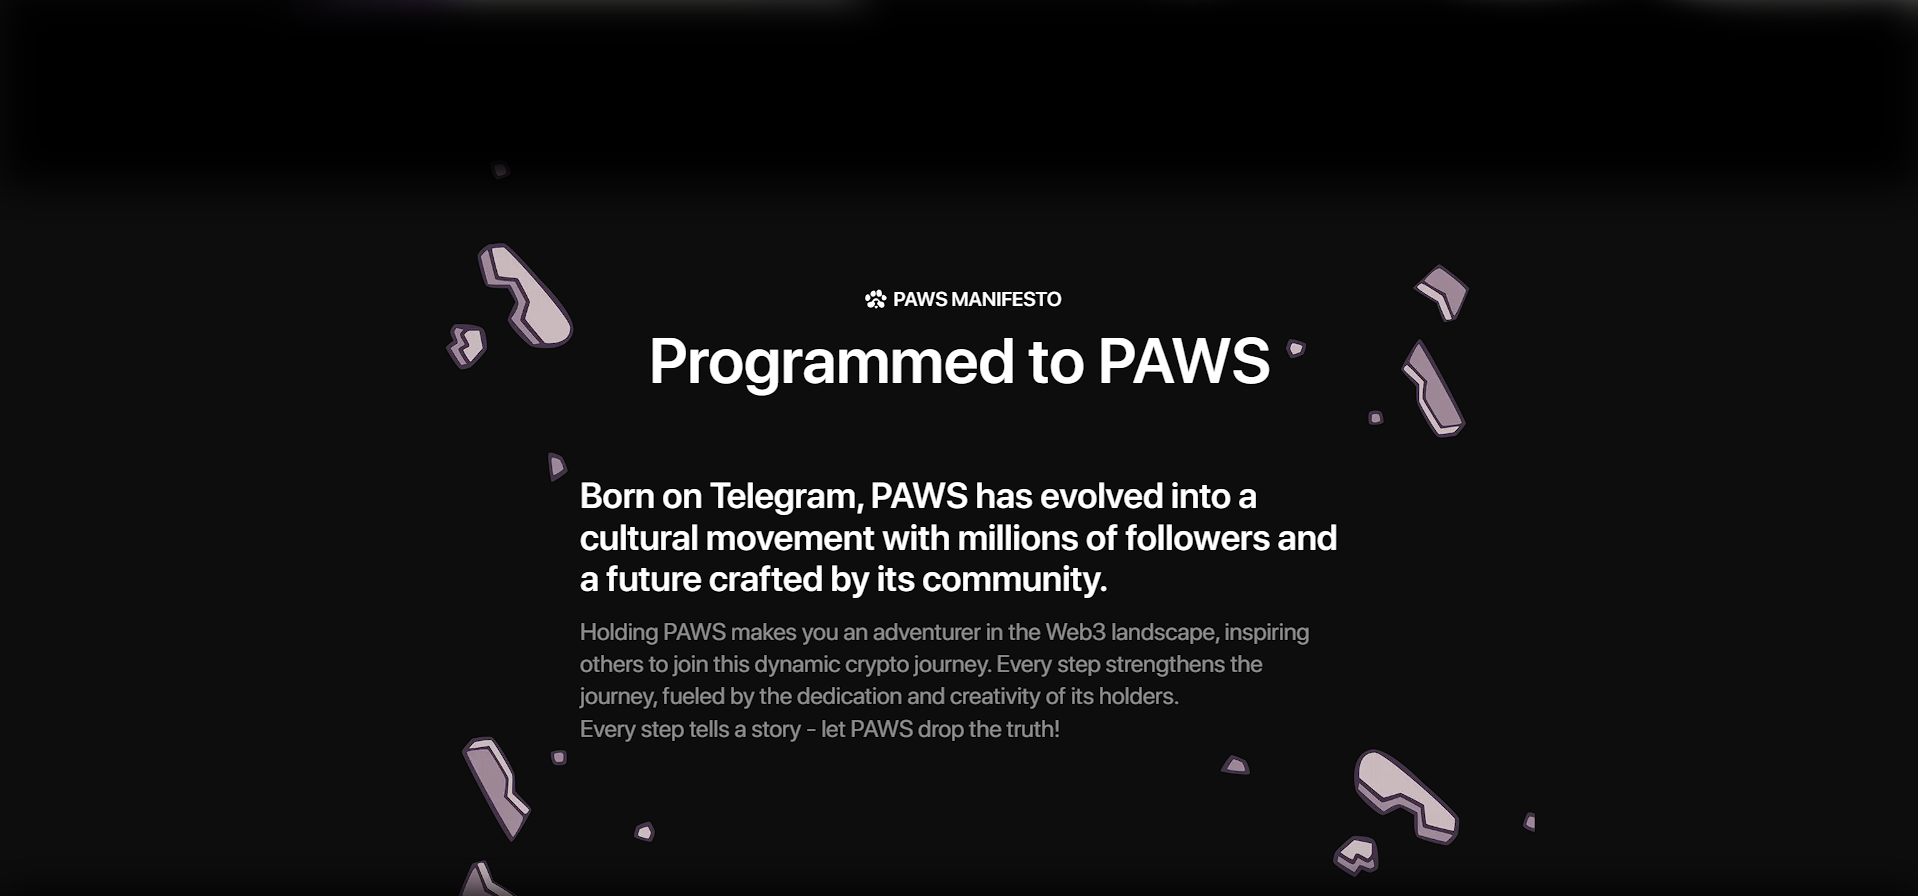 PAWS MANIFESTO
Programmed to PAWS
Born on Telegram, PAWS has evolved into a
cultural movement with millions of followers and
a future crafted by its community.
Holding PAWS makes you an adventurer in the Web3 landscape, inspiring
others to join this dynamic crypto journey. Every step strengthens the
journey, fueled by the dedication and creativity of its holders.
Every step tells a story - let PAWS drop the truth!